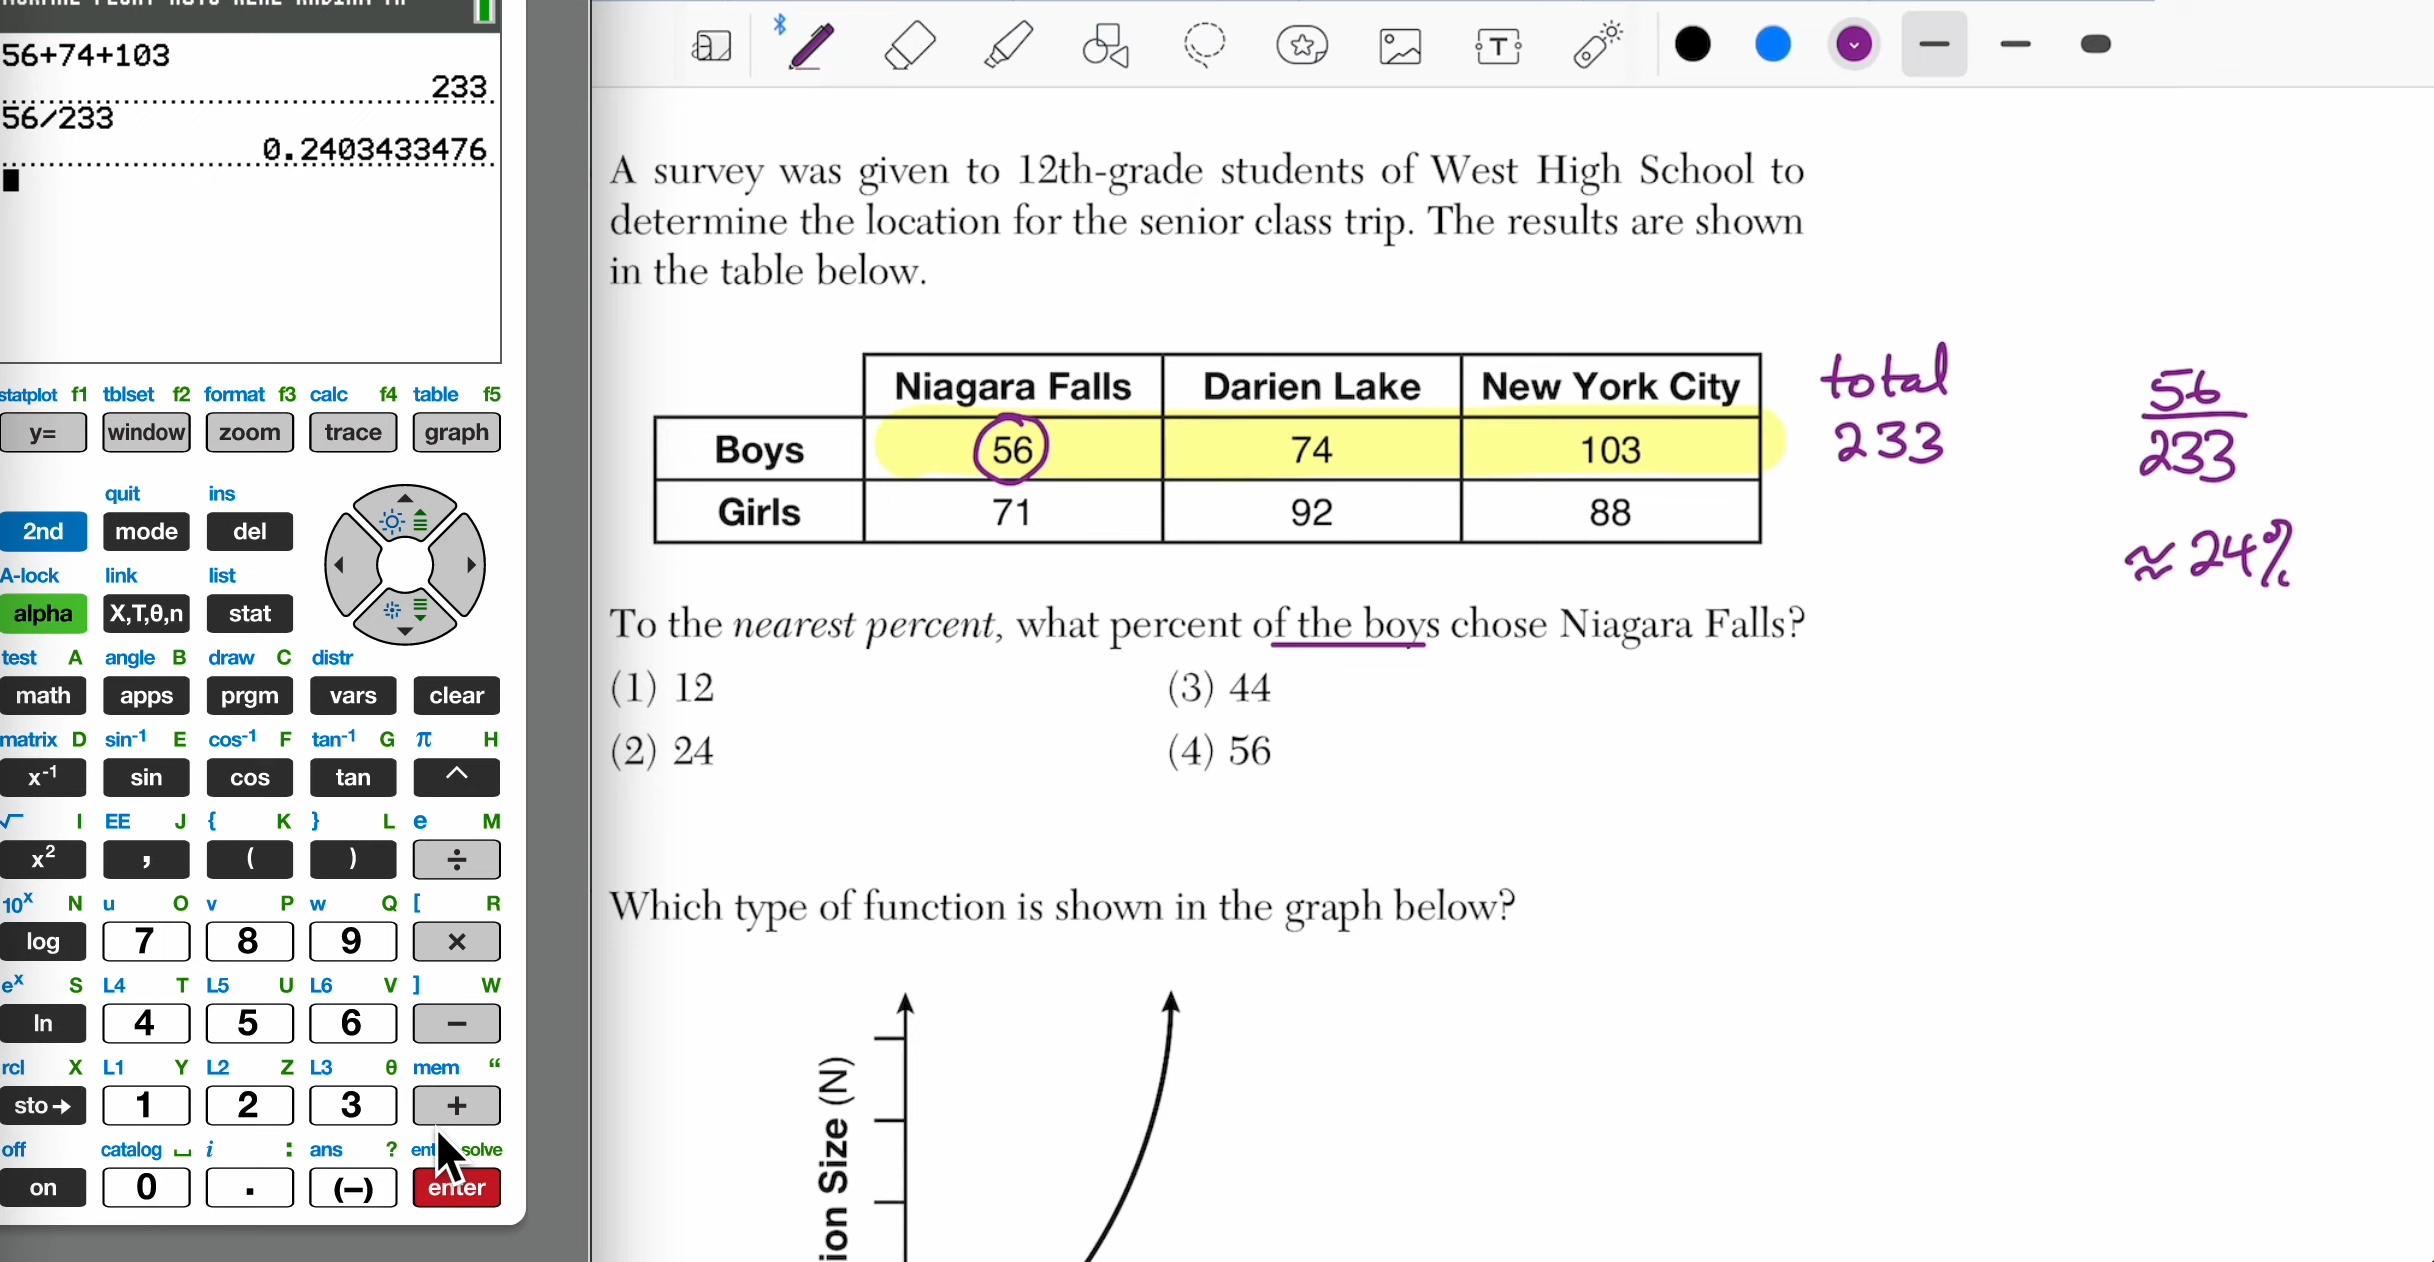 56+74+103
233
56/233
0.2403433476
statplot f1 tblset f2 format f3 calc f4 table f5
y= window zoom trace graph
quit ins
2nd mode del
A-lock link list
alpha X,T,θ,n stat
test A angle B draw C distr
math apps prgm vars clear
matrix D sin-1 E cos-1 F tan-1 G π H
x-1 sin cos tan ^
√ I EE J { K } L e M
x2 , ( ) ÷
10x N u O v P w Q [ R
log 7 8 9 ×
ex S L4 T L5 U L6 V ] W
ln 4 5 6 −
rcl X L1 Y L2 Z L3 θ mem “
sto→ 1 2 3 +
off catalog ⎵ i : ans ? solve
on 0 . (−) enter
A survey was given to 12th-grade students of West High School to
determine the location for the senior class trip. The results are shown
in the table below.
Niagara Falls Darien Lake New York City
Boys 56 74 103
Girls 71 92 88
total
233
56
233
≈ 24%
To the nearest percent, what percent of the boys chose Niagara Falls?
(1) 12 (3) 44
(2) 24 (4) 56
Which type of function is shown in the graph below?
ion Size (N)